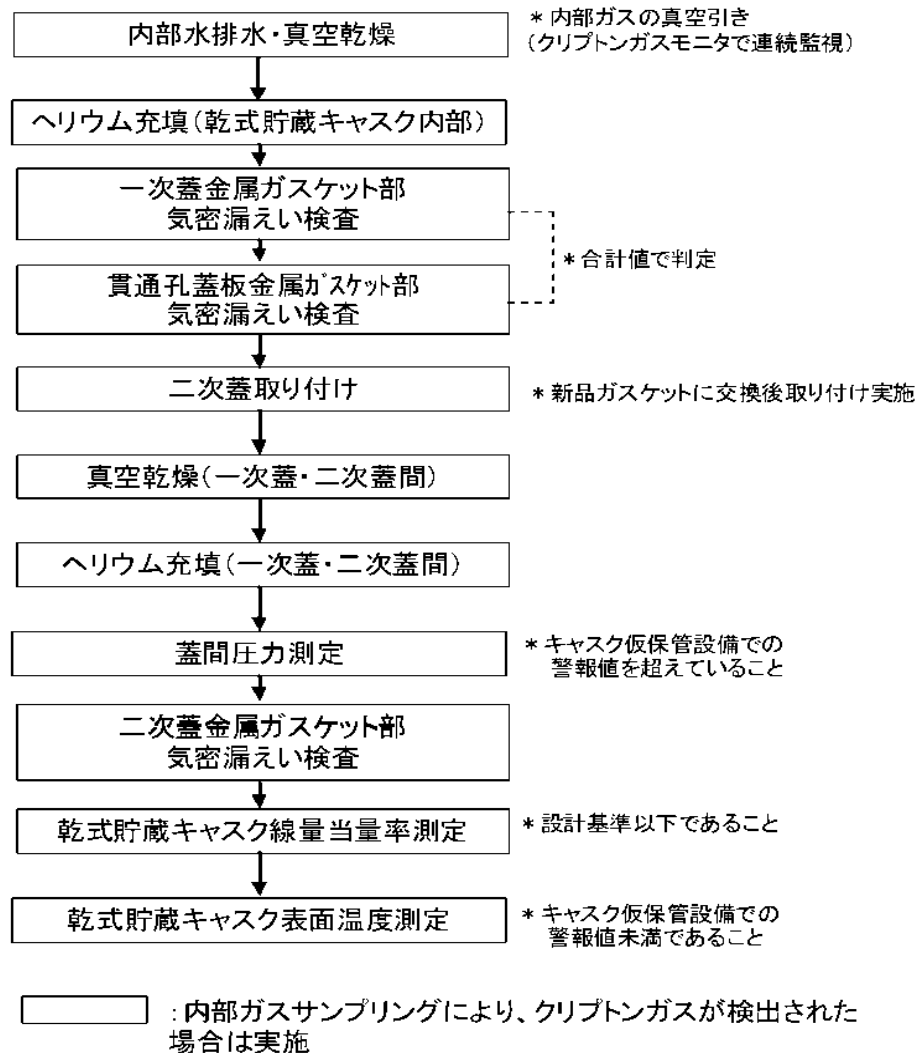 内部水排水・真空乾燥
＊内部ガスの真空引き
（クリプトンガスモニタで連続監視）
ヘリウム充填（乾式貯蔵キャスク内部）
一次蓋金属ガスケット部
気密漏えい検査
＊合計値で判定
貫通孔蓋板金属ｶﾞｽｹｯﾄ部
気密漏えい検査
二次蓋取り付け
＊新品ガスケットに交換後取り付け実施
真空乾燥（一次蓋・二次蓋間）
ヘリウム充填（一次蓋・二次蓋間）
蓋間圧力測定
＊キャスク仮保管設備での
警報値を超えていること
二次蓋金属ガスケット部
気密漏えい検査
乾式貯蔵キャスク線量当量率測定
＊設計基準以下であること
乾式貯蔵キャスク表面温度測定
＊キャスク仮保管設備での
警報値未満であること
：内部ガスサンプリングにより、クリプトンガスが検出された
場合は実施